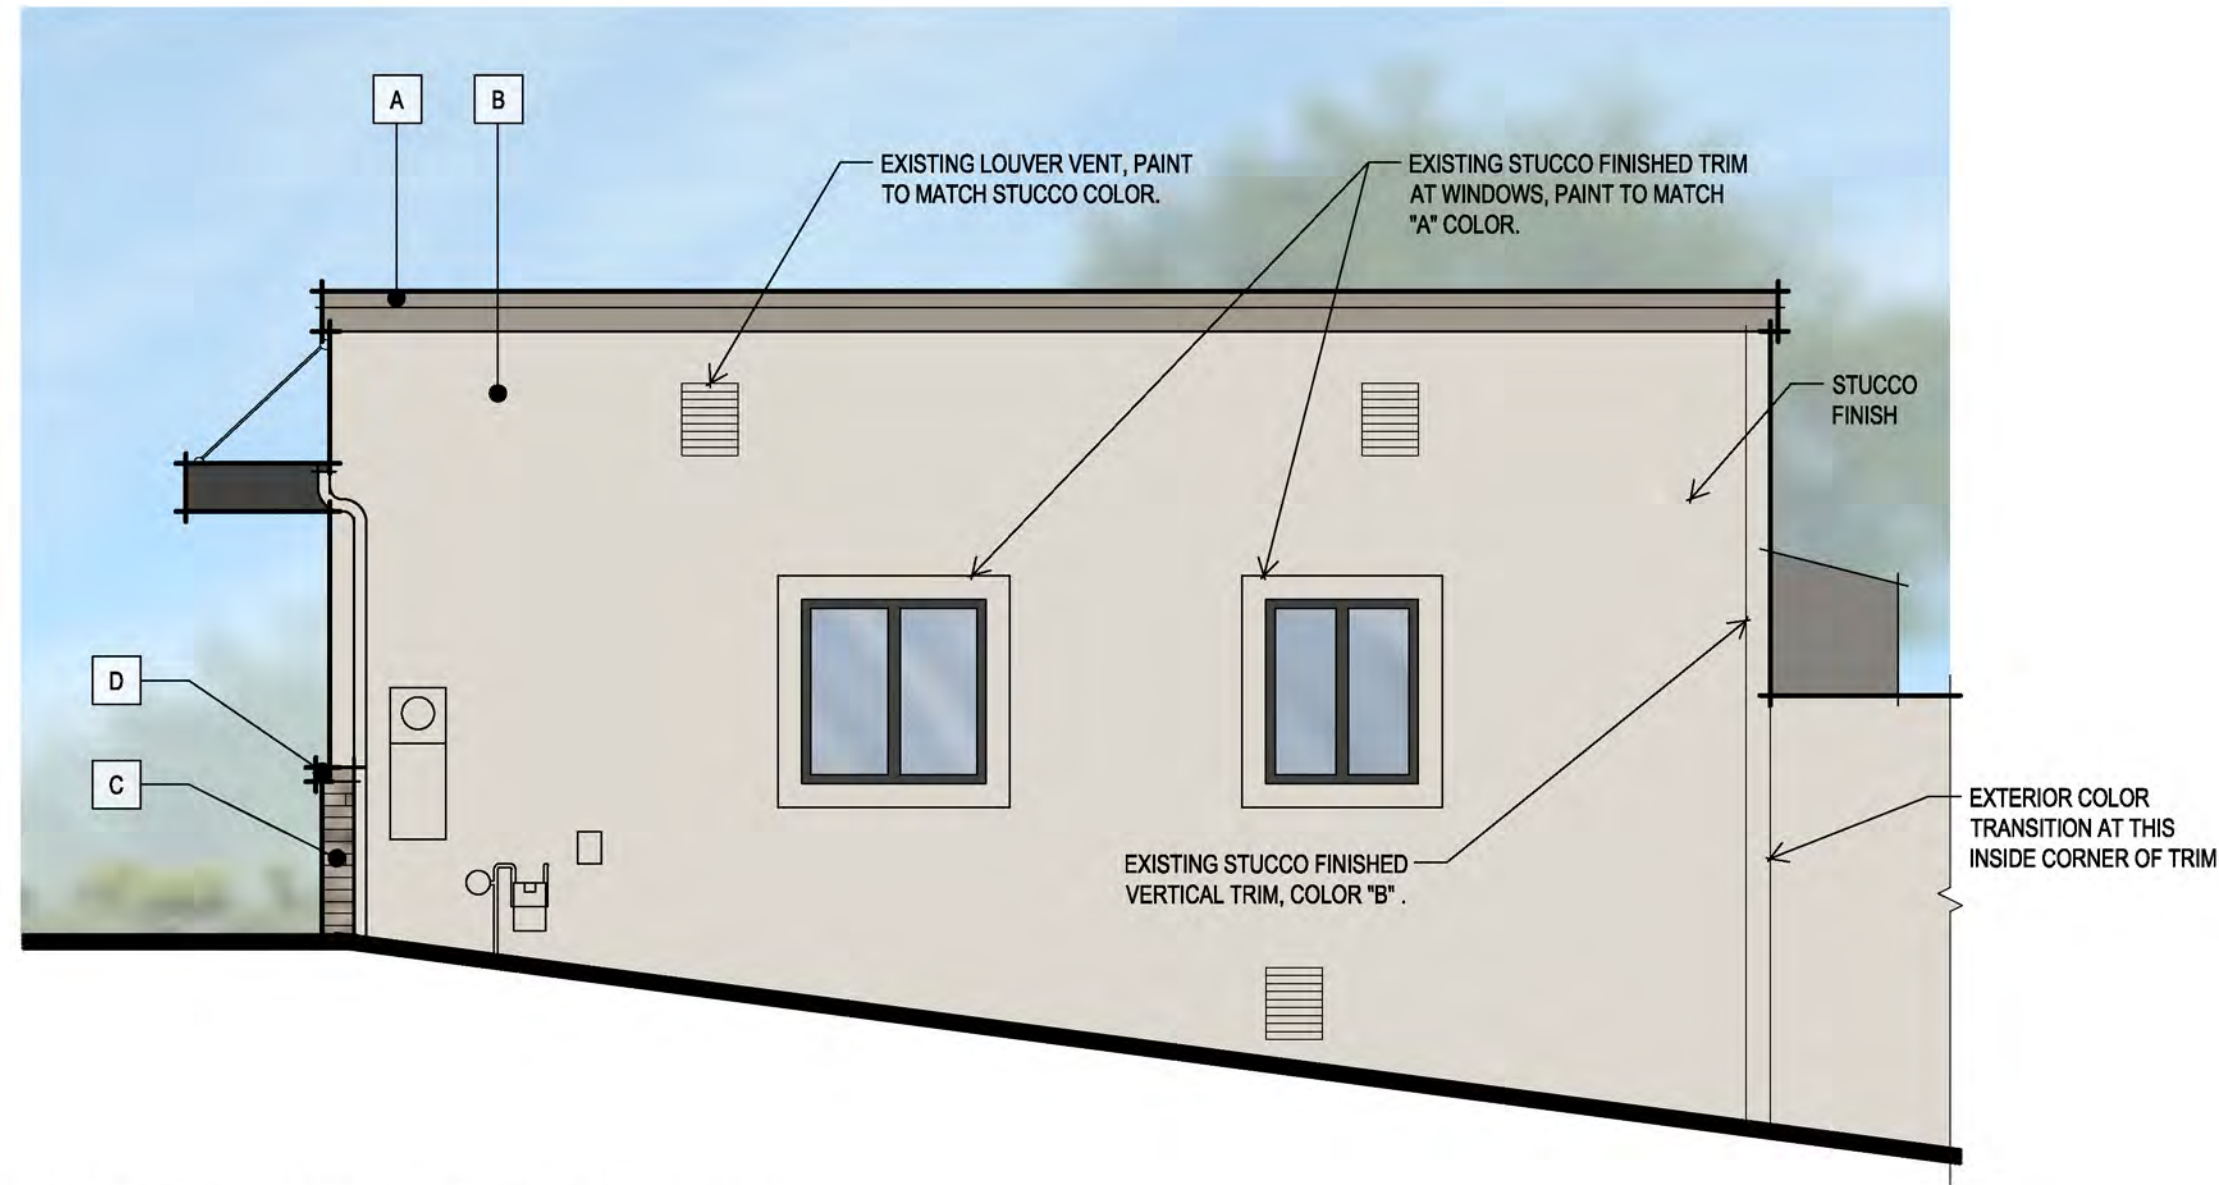 A
B
EXISTING LOUVER VENT, PAINT
TO MATCH STUCCO COLOR.
EXISTING STUCCO FINISHED TRIM
AT WINDOWS, PAINT TO MATCH
"A" COLOR.
STUCCO
FINISH
D
C
EXTERIOR COLOR
TRANSITION AT THIS
INSIDE CORNER OF TRIM
EXISTING STUCCO FINISHED
VERTICAL TRIM, COLOR "B" .